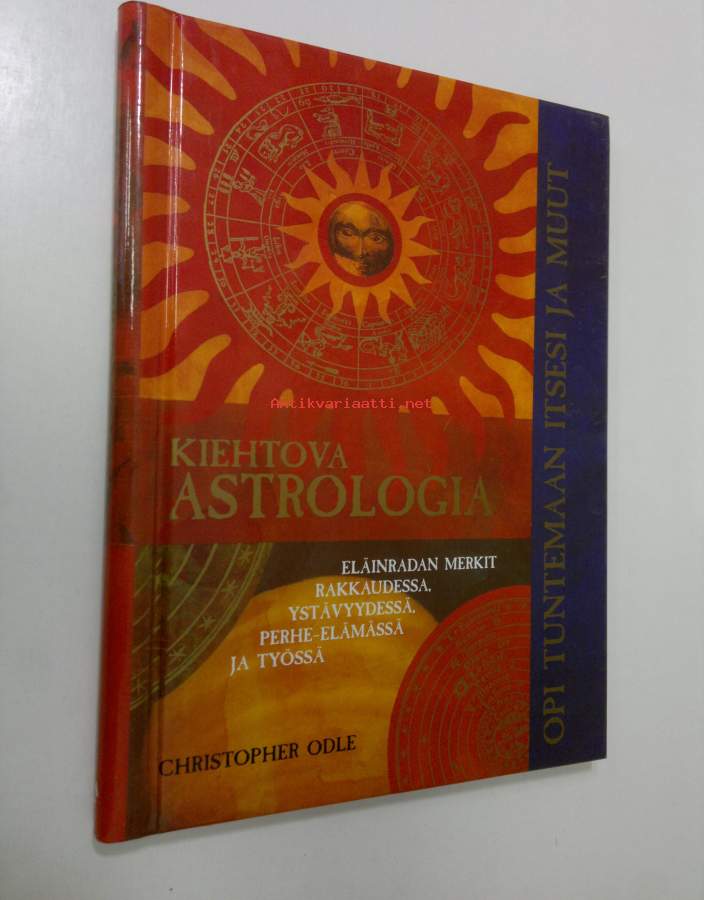 Antikvariaatti.net
KIEHTOVA
ASTROLOGIA
ELÄINRADAN MERKIT
RAKKAUDESSA,
YSTÄVYYDESSÄ,
PERHE-ELÄMÄSSÄ
JA TYÖSSÄ
CHRISTOPHER ODLE
OPI TUNTEMAAN ITSESI JA MUUT